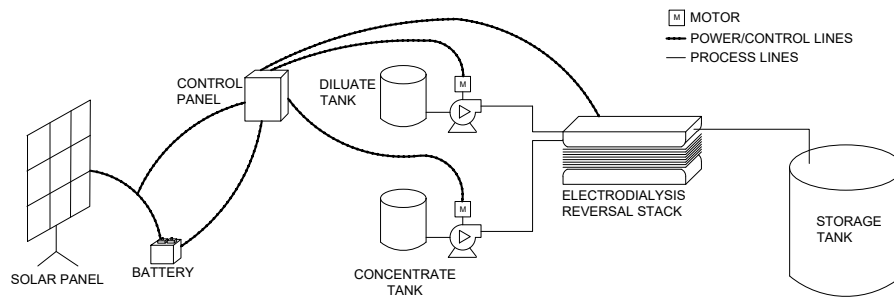 M MOTOR
POWER/CONTROL LINES
PROCESS LINES
CONTROL
PANEL
DILUATE
TANK
M
M
ELECTRODIALYSIS
REVERSAL STACK
STORAGE
TANK
SOLAR PANEL
BATTERY
CONCENTRATE
TANK